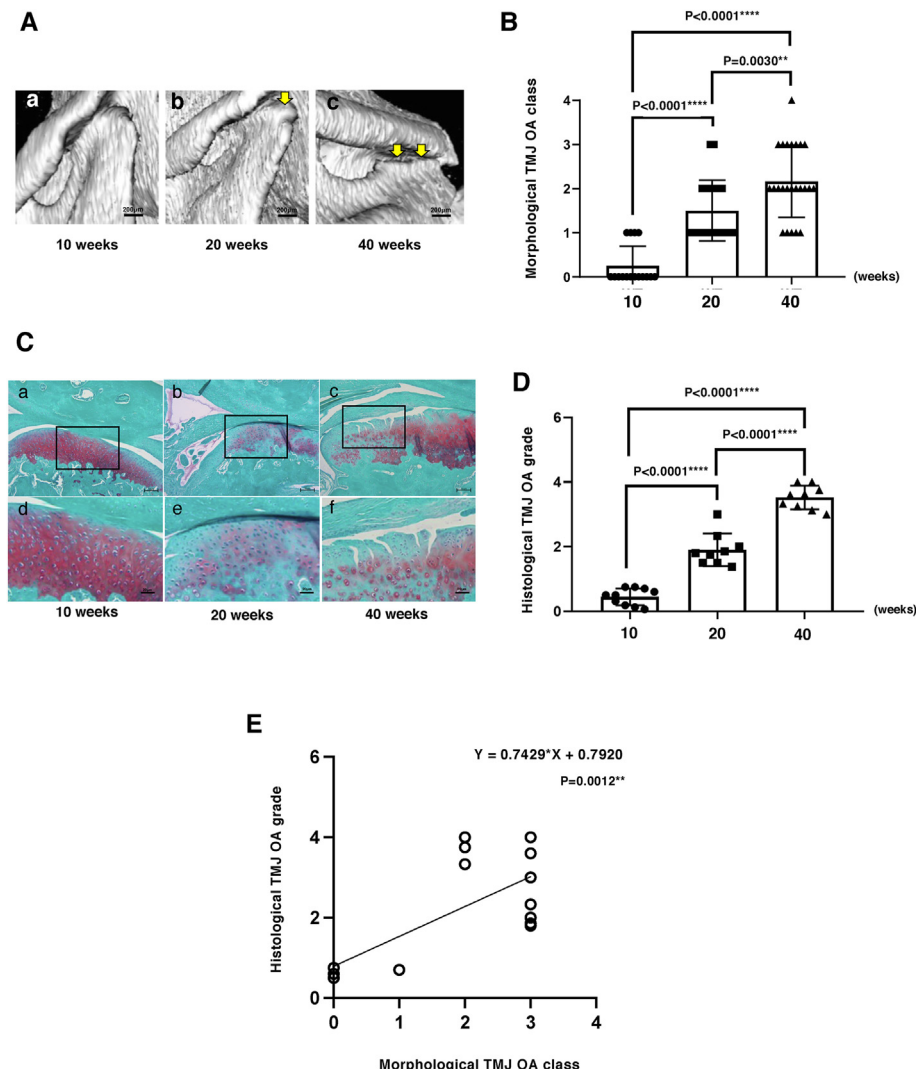 A
a
b
c
200μm
200μm
200μm
10 weeks
20 weeks
40 weeks
B
P<0.0001****
P=0.0030**
P<0.0001****
Morphological TMJ OA class
4
3
2
1
0
10
20
40
(weeks)
C
a
b
c
d
e
f
10 weeks
20 weeks
40 weeks
D
P<0.0001****
P<0.0001****
P<0.0001****
Histological TMJ OA grade
6
4
2
0
10
20
40
(weeks)
E
Y = 0.7429*X + 0.7920
P=0.0012**
Histological TMJ OA grade
6
4
2
0
0
1
2
3
4
Morphological TMJ OA class